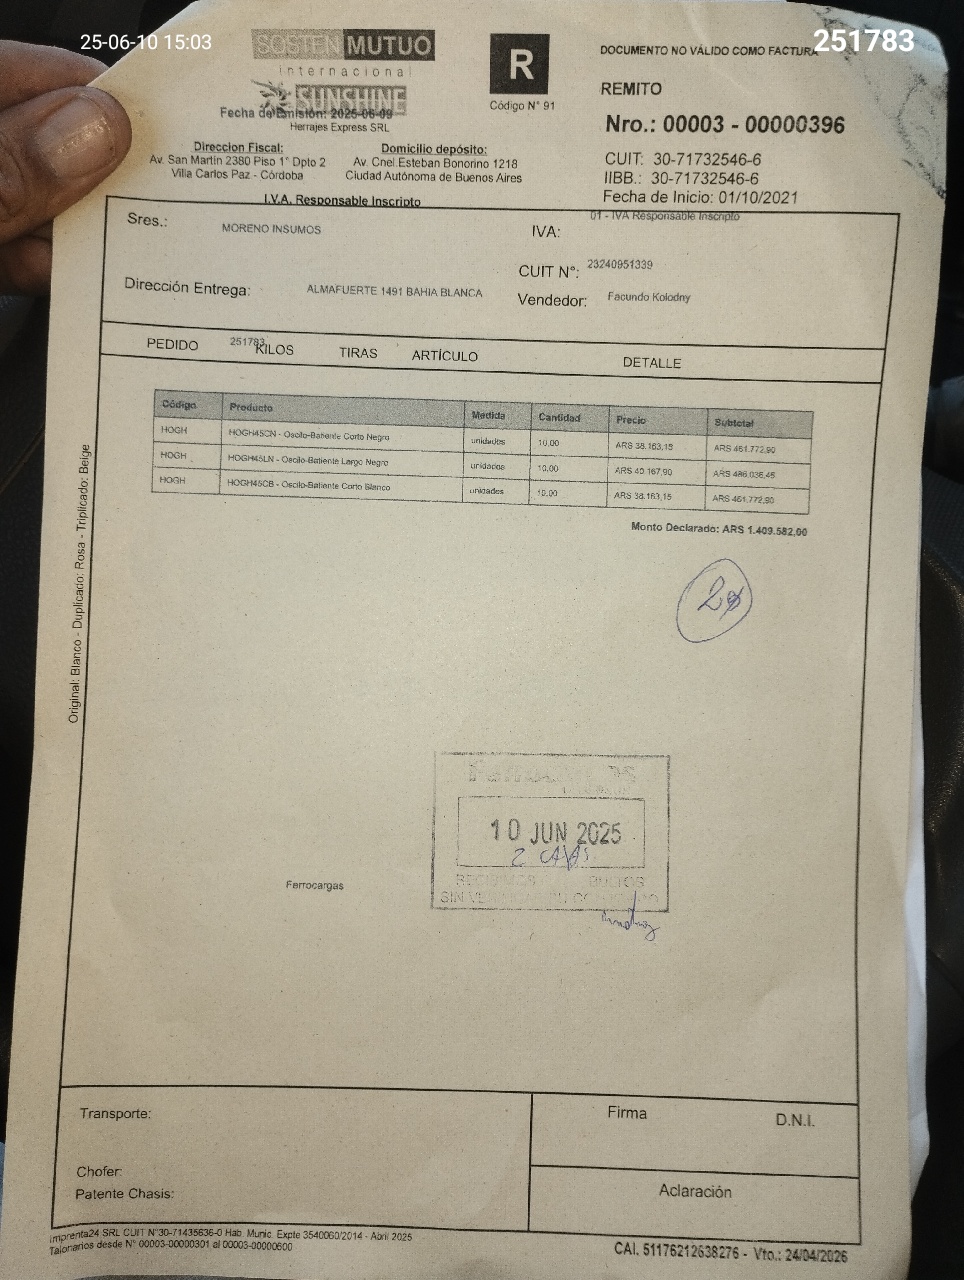 25-06-10 15:03
251783
SOSTEN MUTUO
internacional
SUNSHINE
Fecha de Emisión: 2025-06-09
Herrajes Express SRL
R
Código N° 91
DOCUMENTO NO VÁLIDO COMO FACTURA
REMITO
Nro.: 00003 - 00000396
CUIT: 30-71732546-6
IIBB.: 30-71732546-6
Fecha de Inicio: 01/10/2021
Direccion Fiscal:
Av. San Martín 2380 Piso 1° Dpto 2
Villa Carlos Paz - Córdoba
Domicilio depósito:
Av. Cnel.Esteban Bonorino 1218
Ciudad Autónoma de Buenos Aires
I.V.A. Responsable Inscripto
Sres.: MORENO INSUMOS
IVA: 01 - IVA Responsable Inscripto
CUIT N°: 23240951339
Dirección Entrega: ALMAFUERTE 1491 BAHIA BLANCA
Vendedor: Facundo Kolodny
PEDIDO 251783 KILOS TIRAS ARTÍCULO DETALLE
Código Producto Medida Cantidad Precio Subtotal
HOGH HOGH45CN - Oscilo-Batiente Corto Negro unidades 10.00 ARS 38.163,15 ARS 461.772,90
HOGH HOGH45LN - Oscilo-Batiente Largo Negro unidades 10.00 ARS 40.167,90 ARS 486.036,45
HOGH HOGH45CB - Oscilo-Batiente Corto Blanco unidades 10.00 ARS 38.163,15 ARS 461.772,90
Monto Declarado: ARS 1.409.582,00
Original: Blanco - Duplicado: Rosa - Triplicado: Beige
10 JUN 2025
BULTOS
Ferrocargas
Transporte:
Chofer:
Patente Chasis:
Firma D.N.I.
Aclaración
Imprenta24 SRL CUIT N°30-71435636-0 Hab. Munic. Expte 3540060/2014 - Abril 2025
Talonarios desde N° 00003-00000301 al 00003-00000600
CAI. 51176212638276 - Vto.: 24/04/2026